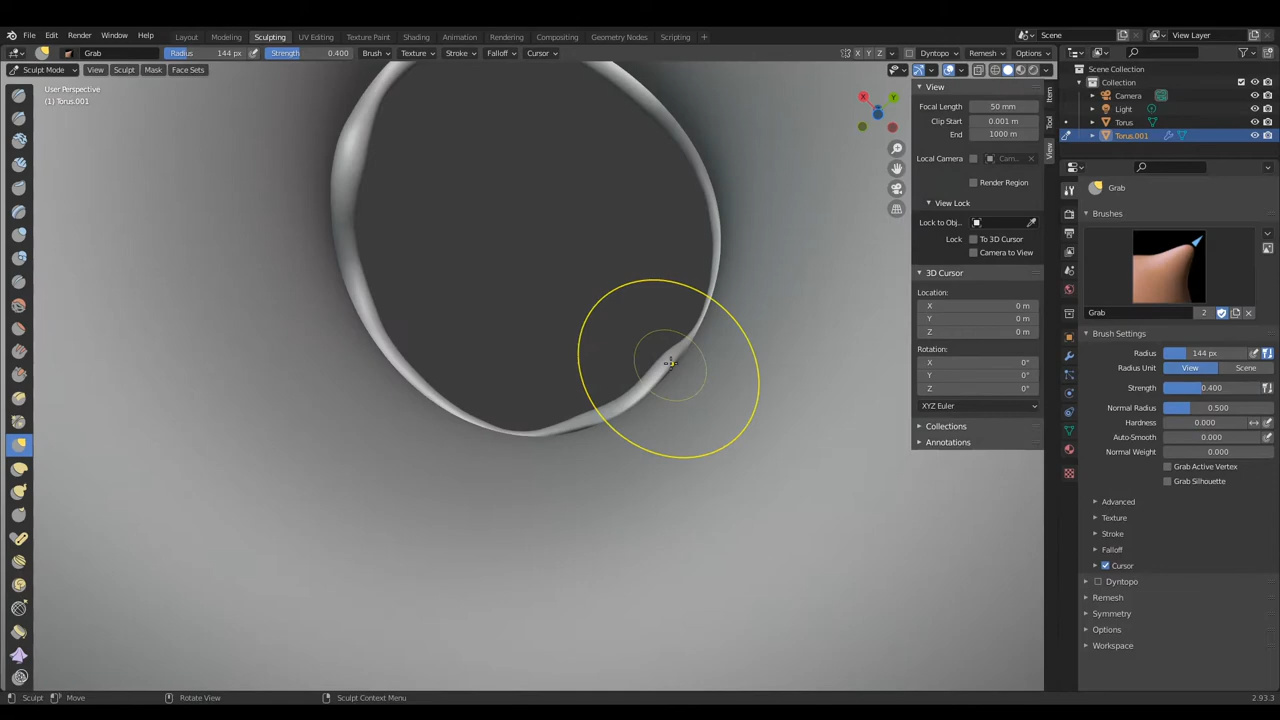 File Edit Render Window Help Layout Modeling Sculpting UV Editing Texture Paint Shading Animation Rendering Compositing Geometry Nodes Scripting Scene View Layer
Grab Radius 144 px Strength 0.400 Brush Texture Stroke Falloff Cursor X Y Z Dyntopo Remesh Options
Sculpt Mode View Sculpt Mask Face Sets
User Perspective
(1) Torus.001
X Y
View
Focal Length 50 mm
Clip Start 0.001 m
End 1000 m
Local Camera Cam...
Render Region
View Lock
Lock to Obj...
Lock To 3D Cursor
Camera to View
3D Cursor
Location:
X 0 m
Y 0 m
Z 0 m
Rotation:
X 0°
Y 0°
Z 0°
XYZ Euler
Collections
Annotations
Item
Tool
View
Scene Collection
Collection
Camera
Light
Torus
Torus.001
Grab
Brushes
Grab 2
Brush Settings
Radius 144 px
Radius Unit View Scene
Strength 0.400
Normal Radius 0.500
Hardness 0.000
Auto-Smooth 0.000
Normal Weight 0.000
Grab Active Vertex
Grab Silhouette
Advanced
Texture
Stroke
Falloff
Cursor
Dyntopo
Remesh
Symmetry
Options
Workspace
Sculpt Move Rotate View Sculpt Context Menu 2.93.3